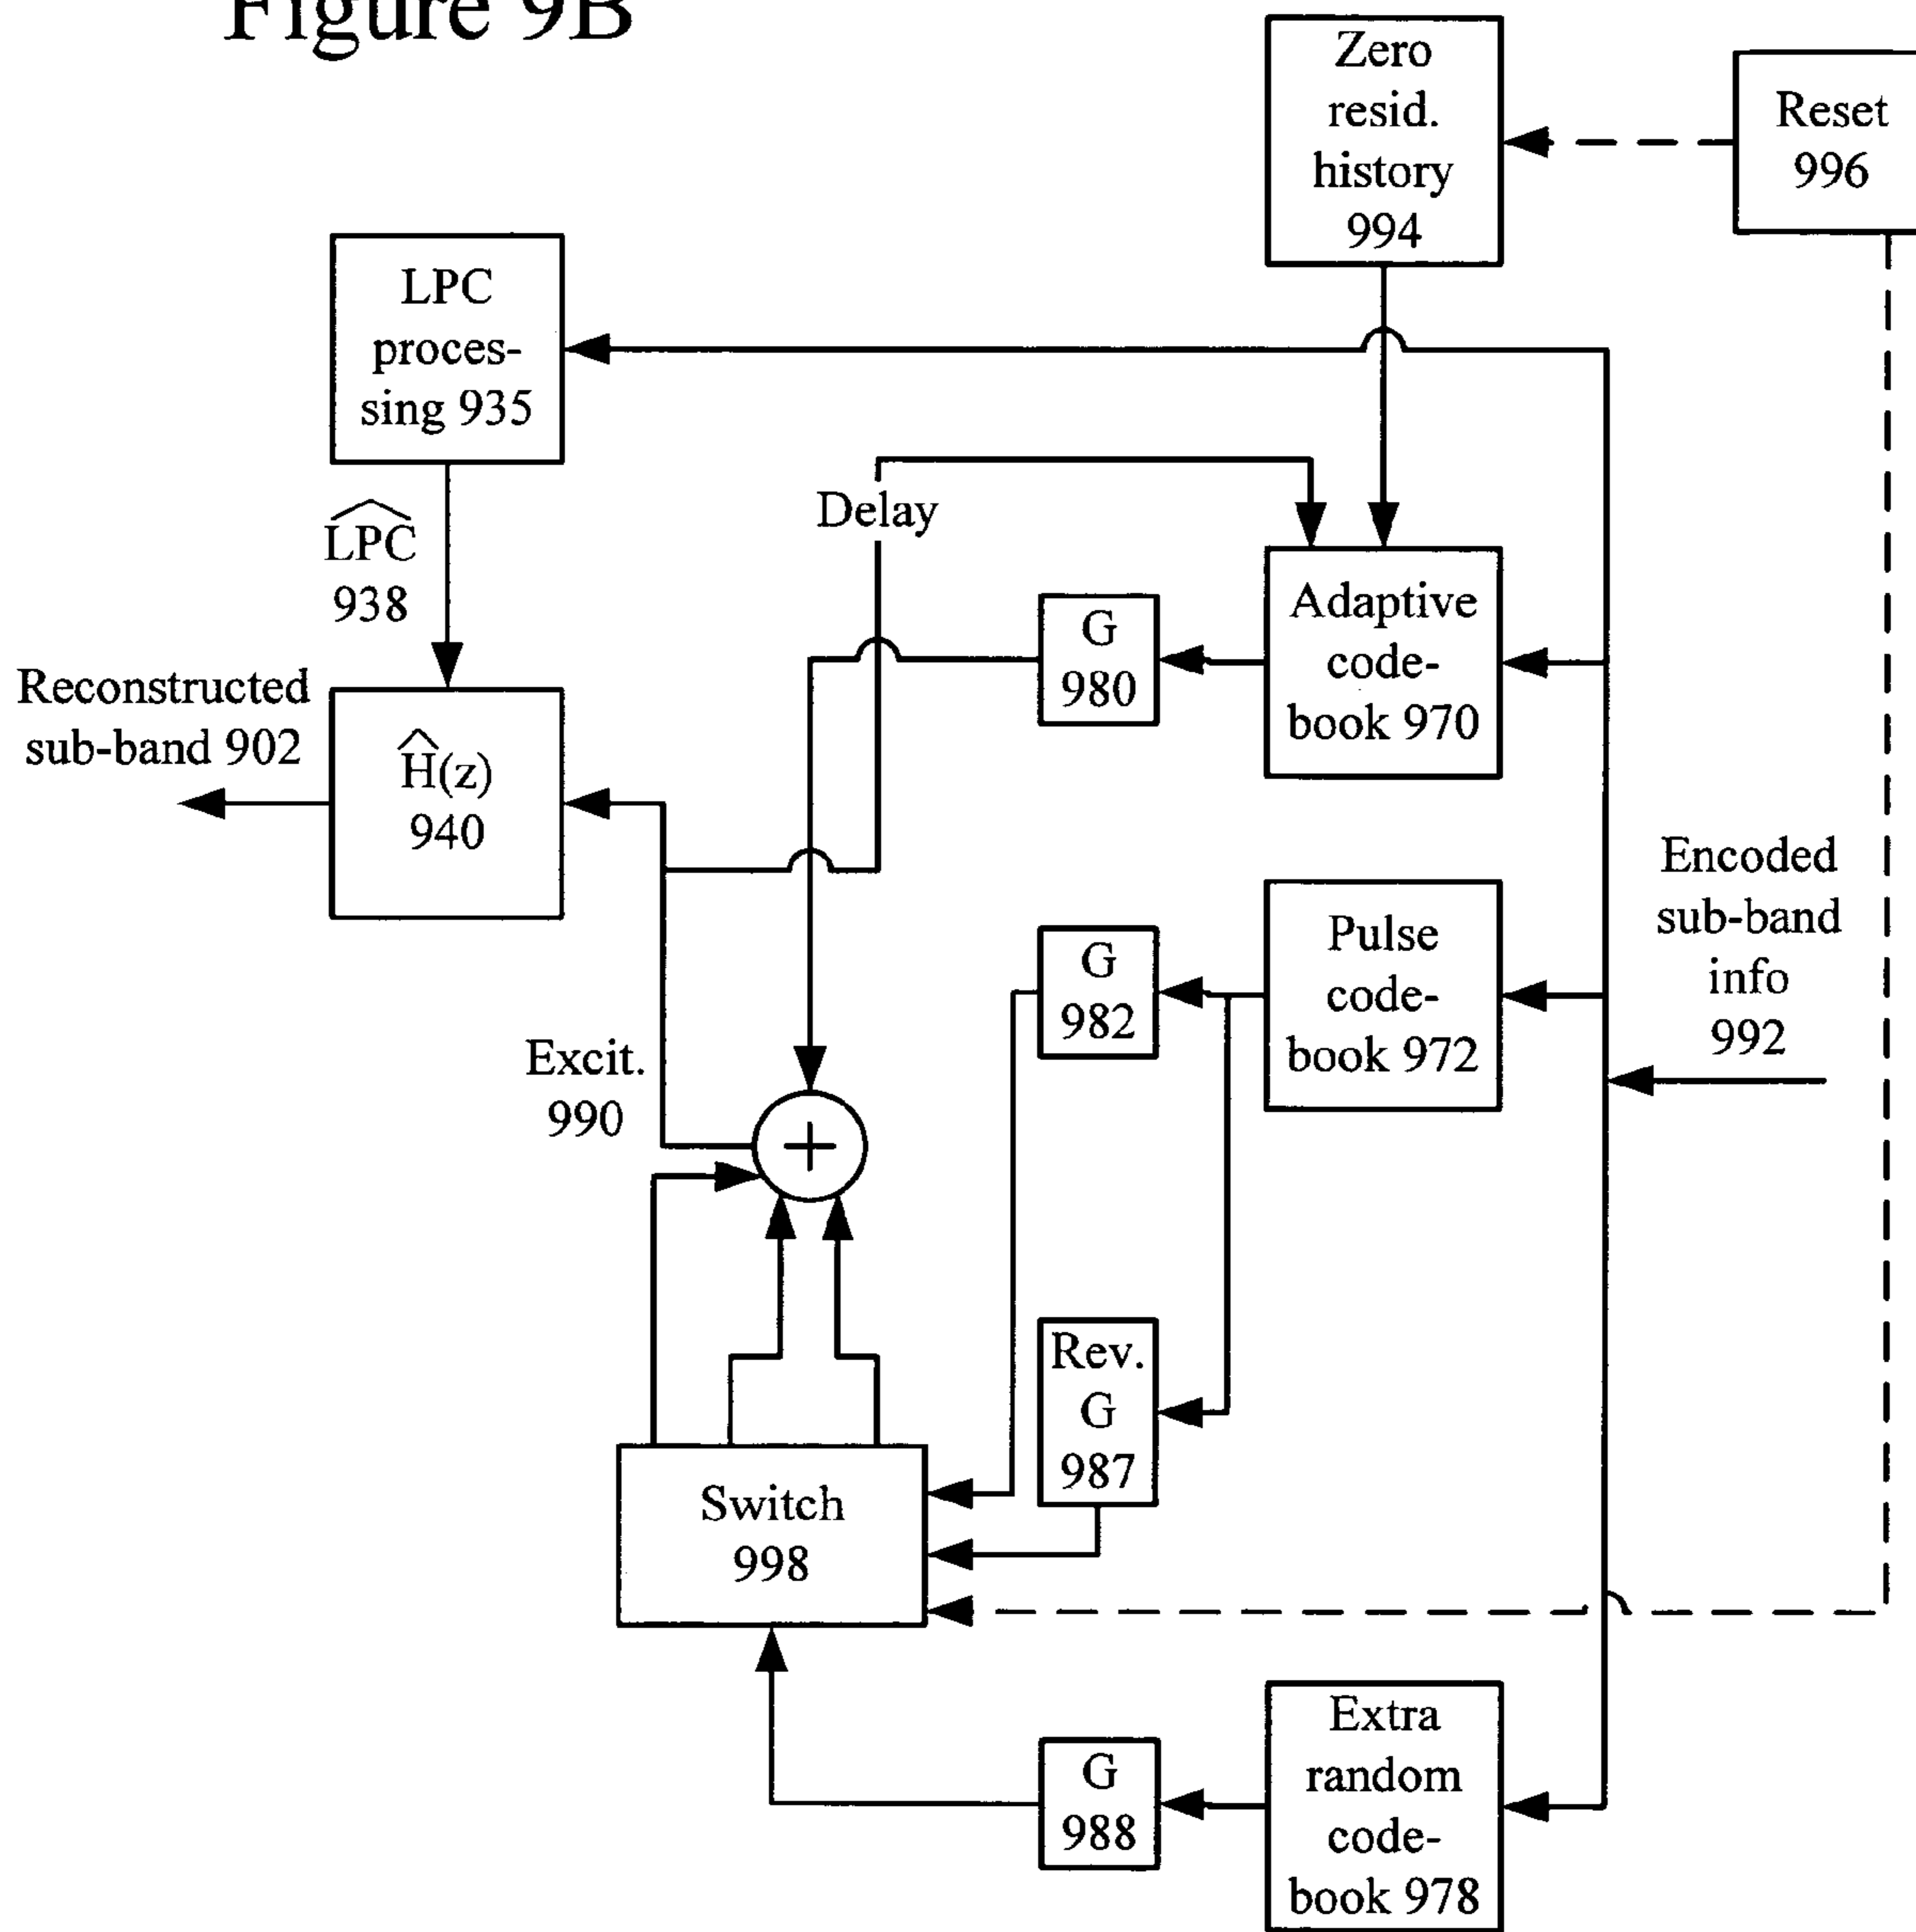 Figure 9B
Zero
resid.
history
994
Reset
996
LPC
proces-
sing 935
LPC
938
Delay
Adaptive
code-
book 970
G
980
Reconstructed
sub-band 902
Ĥ(z)
940
Encoded
sub-band
info
992
Pulse
code-
book 972
G
982
Excit.
990
+
Rev.
G
987
Switch
998
Extra
random
code-
book 978
G
988